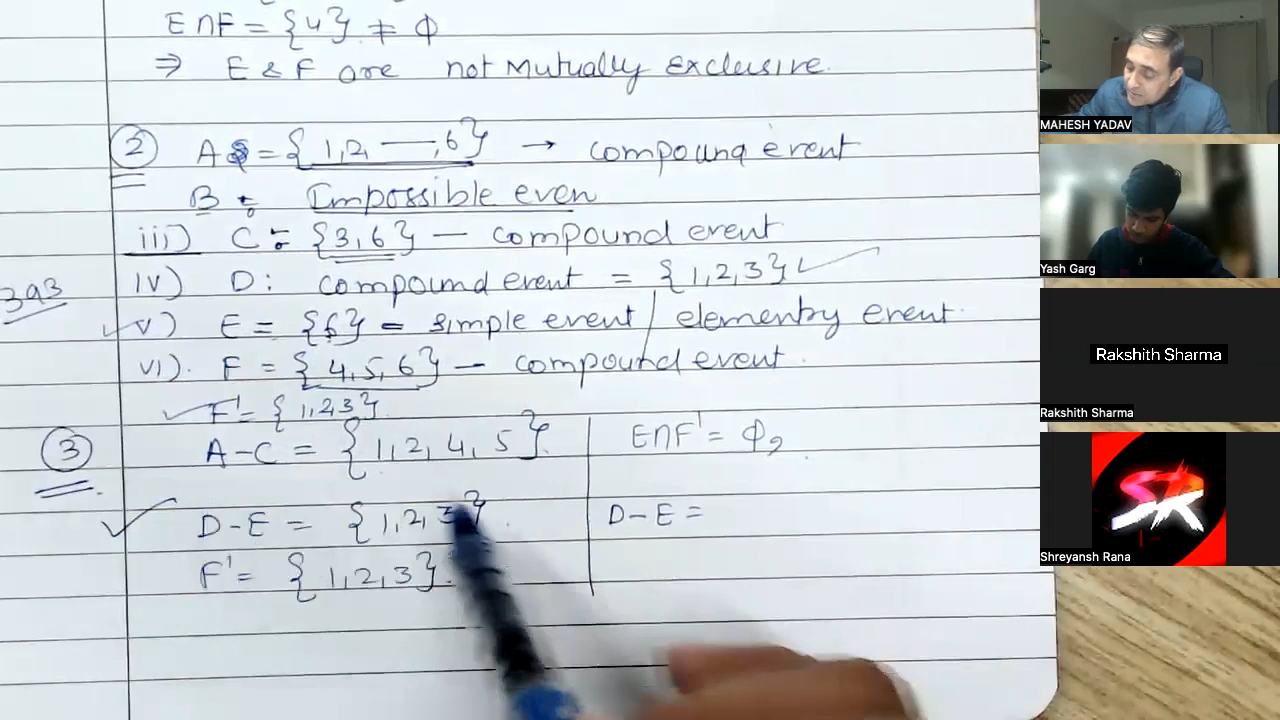 E∩F = {4} ≠ ϕ
⇒ E & F are not Mutually Exclusive.
② A = {1,2, —,6} → compound event
B = Impossible even
iii) C = {3,6} — compound event
393
iv) D: compound event = {1,2,3}
v) E = {6} = simple event / elementry event.
vi). F = {4,5,6} — compound event.
F' = {1,2,3}
③ A-C = {1,2,4,5}.
D-E = {1,2,3}
F' = {1,2,3}
E∩F' = ϕ,
D-E =
MAHESH YADAV
Yash Garg
Rakshith Sharma
Rakshith Sharma
SR
Shreyansh Rana